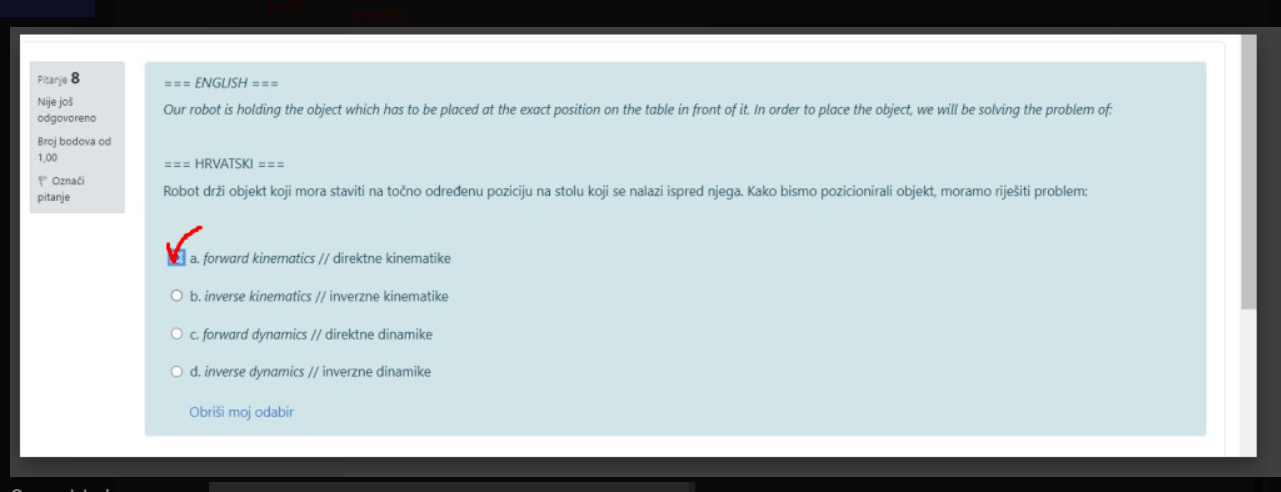 Pitanje 8
Nije još
odgovoreno
Broj bodova od
1,00
Označi
pitanje
=== ENGLISH ===
Our robot is holding the object which has to be placed at the exact position on the table in front of it. In order to place the object, we will be solving the problem of:
=== HRVATSKI ===
Robot drži objekt koji mora staviti na točno određenu poziciju na stolu koji se nalazi ispred njega. Kako bismo pozicionirali objekt, moramo riješiti problem:
a. forward kinematics // direktne kinematike
b. inverse kinematics // inverzne kinematike
c. forward dynamics // direktne dinamike
d. inverse dynamics // inverzne dinamike
Obriši moj odabir